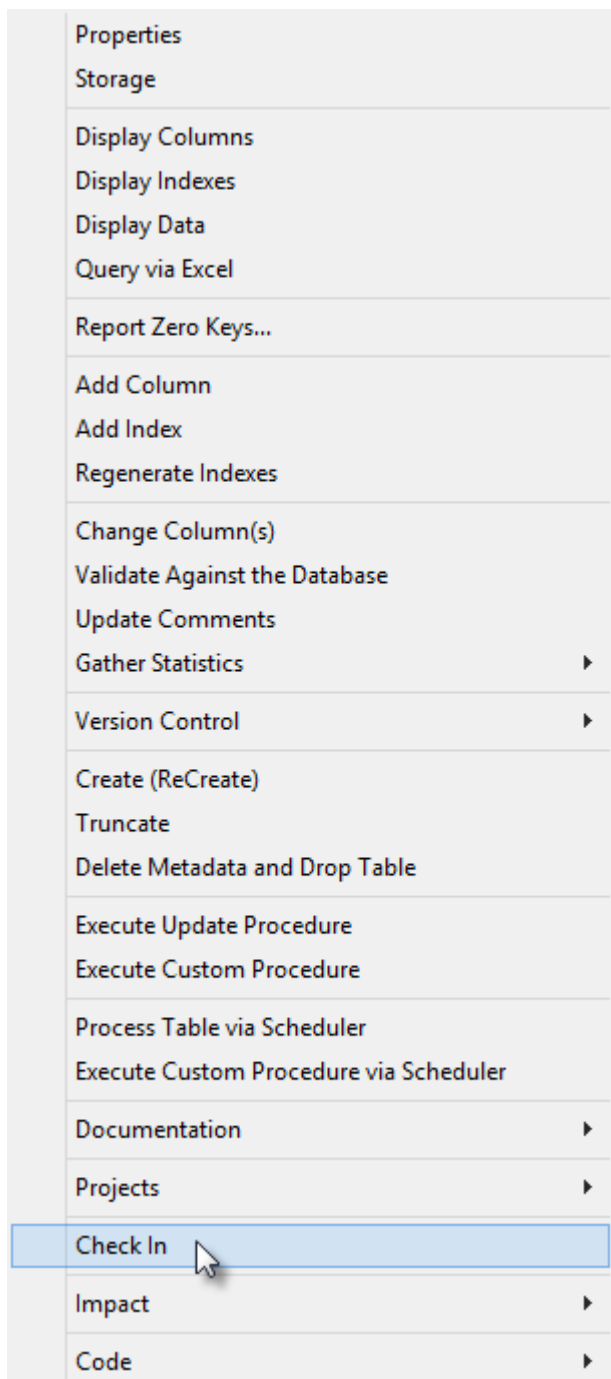 Properties
Storage
Display Columns
Display Indexes
Display Data
Query via Excel
Report Zero Keys...
Add Column
Add Index
Regenerate Indexes
Change Column(s)
Validate Against the Database
Update Comments
Gather Statistics
Version Control
Create (ReCreate)
Truncate
Delete Metadata and Drop Table
Execute Update Procedure
Execute Custom Procedure
Process Table via Scheduler
Execute Custom Procedure via Scheduler
Documentation
Projects
Check In
Impact
Code